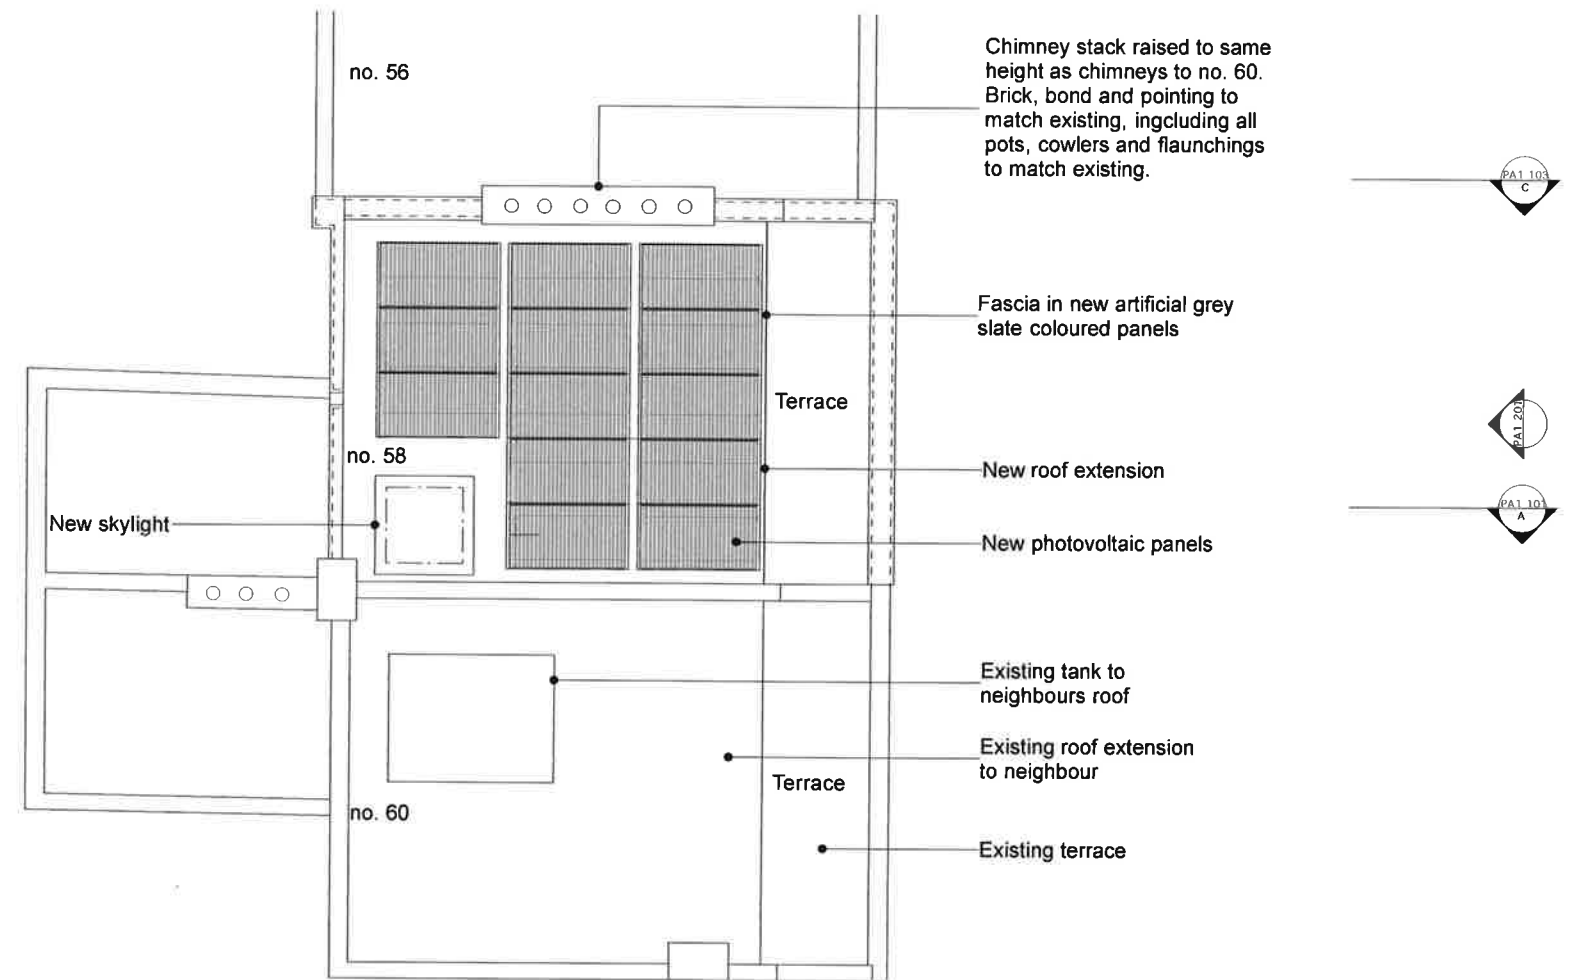 no. 56
Chimney stack raised to same
height as chimneys to no. 60.
Brick, bond and pointing to
match existing, ingcluding all
pots, cowlers and flaunchings
to match existing.
PA1 103
C
Fascia in new artificial grey
slate coloured panels
Terrace
PA1 201
no. 58
New roof extension
New skylight
PA1 101
A
New photovoltaic panels
Existing tank to
neighbours roof
Existing roof extension
to neighbour
Terrace
no. 60
Existing terrace